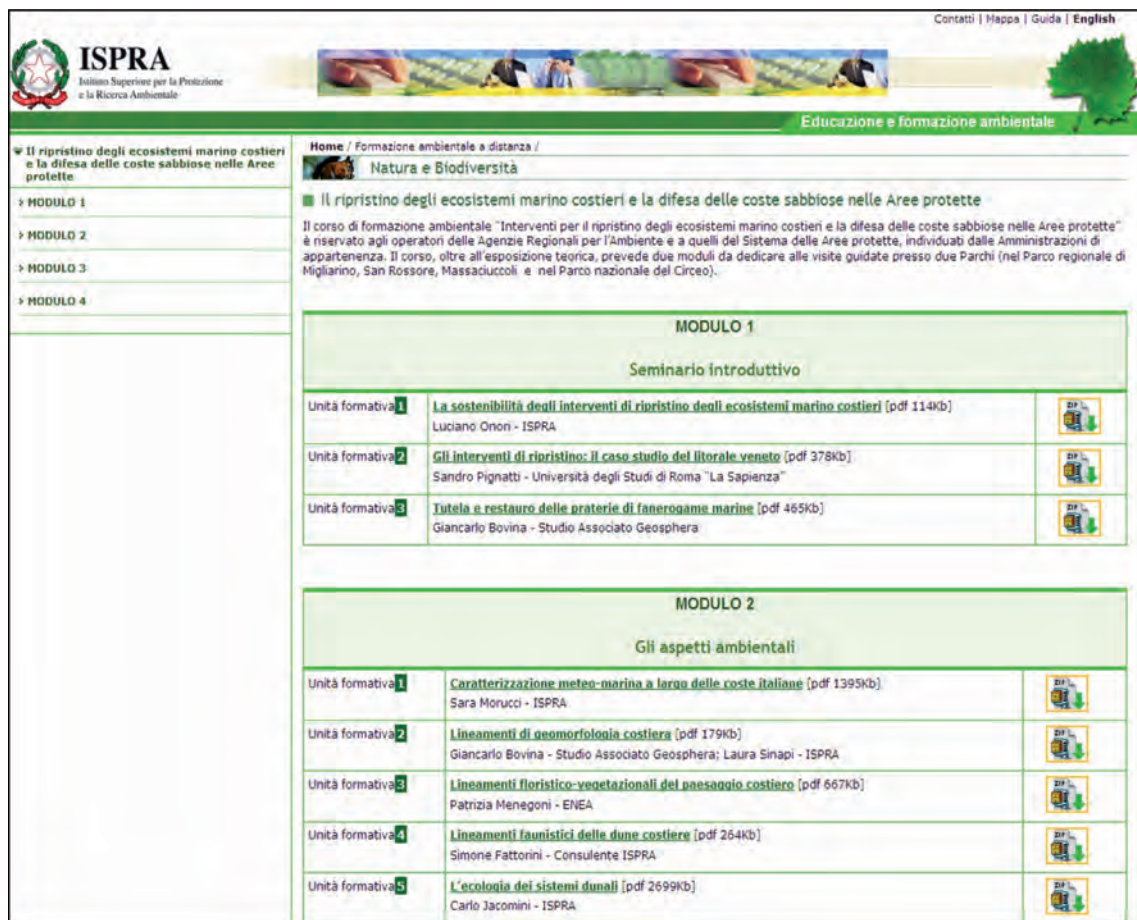 Contatti | Mappa | Guida | English
ISPRA
Istituto Superiore per la Protezione
e la Ricerca Ambientale
Educazione e formazione ambientale
Il ripristino degli ecosistemi marino costieri
e la difesa delle coste sabbiose nelle Aree
protette
> MODULO 1
> MODULO 2
> MODULO 3
> MODULO 4
Home / Formazione ambientale a distanza /
Natura e Biodiversità
Il ripristino degli ecosistemi marino costieri e la difesa delle coste sabbiose nelle Aree protette
Il corso di formazione ambientale "Interventi per il ripristino degli ecosistemi marino costieri e la difesa delle coste sabbiose nelle Aree protette"
è riservato agli operatori delle Agenzie Regionali per l'Ambiente e a quelli del Sistema delle Aree protette, individuati dalle Amministrazioni di
appartenenza. Il corso, oltre all'esposizione teorica, prevede due moduli da dedicare alle visite guidate presso due Parchi (nel Parco regionale di
Migliarino, San Rossore, Massaciuccoli e nel Parco nazionale del Circeo).
MODULO 1
Seminario introduttivo
Unità formativa 1 La sostenibilità degli interventi di ripristino degli ecosistemi marino costieri [pdf 114Kb] ZIP
Luciano Onori - ISPRA
Unità formativa 2 Gli interventi di ripristino: il caso studio del litorale veneto [pdf 378Kb] ZIP
Sandro Pignatti - Università degli Studi di Roma "La Sapienza"
Unità formativa 3 Tutela e restauro delle praterie di fanerogame marine [pdf 465Kb] ZIP
Giancarlo Bovina - Studio Associato Geosphera
MODULO 2
Gli aspetti ambientali
Unità formativa 1 Caratterizzazione meteo-marina a largo delle coste italiane [pdf 1395Kb] ZIP
Sara Morucci - ISPRA
Unità formativa 2 Lineamenti di geomorfologia costiera [pdf 179Kb] ZIP
Giancarlo Bovina - Studio Associato Geosphera; Laura Sinapi - ISPRA
Unità formativa 3 Lineamenti floristico-vegetazionali del paesaggio costiero [pdf 667Kb] ZIP
Patrizia Menegoni - ENEA
Unità formativa 4 Lineamenti faunistici delle dune costiere [pdf 264Kb] ZIP
Simone Fattorini - Consulente ISPRA
Unità formativa 5 L'ecologia dei sistemi dunali [pdf 2699Kb] ZIP
Carlo Jacomini - ISPRA